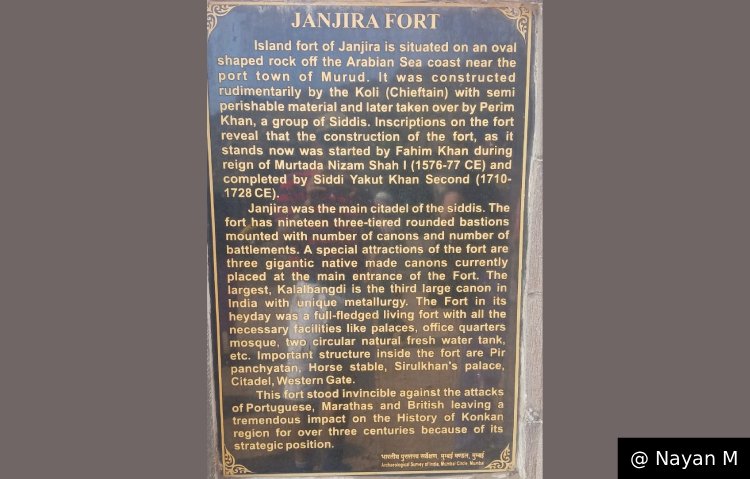 JANJIRA FORT
Island fort of Janjira is situated on an oval
shaped rock off the Arabian Sea coast near the
port town of Murud. It was constructed
rudimentarily by the Koli (Chieftain) with semi
perishable material and later taken over by Perim
Khan, a group of Siddis. Inscriptions on the fort
reveal that the construction of the fort, as it
stands now was started by Fahim Khan during
reign of Murtada Nizam Shah I (1576-77 CE) and
completed by Siddi Yakut Khan Second (1710-
1728 CE).
Janjira was the main citadel of the siddis. The
fort has nineteen three-tiered rounded bastions
mounted with number of canons and number of
battlements. A special attractions of the fort are
three gigantic native made canons currently
placed at the main entrance of the Fort. The
largest, Kalalbangdi is the third large canon in
India with unique metallurgy. The Fort in its
heyday was a full-fledged living fort with all the
necessary facilities like palaces, office quarters
mosque, two circular natural fresh water tank,
etc. Important structure inside the fort are Pir
panchyatan, Horse stable, Sirulkhan's palace,
Citadel, Western Gate.
This fort stood invincible against the attacks
of Portuguese, Marathas and British leaving a
tremendous impact on the History of Konkan
region for over three centuries because of its
strategic position.
भारतीय पुरातत्व सर्वेक्षण, मुम्बई मण्डल, मुम्बई
Archaeological Survey of India, Mumbai Circle, Mumbai
@ Nayan M